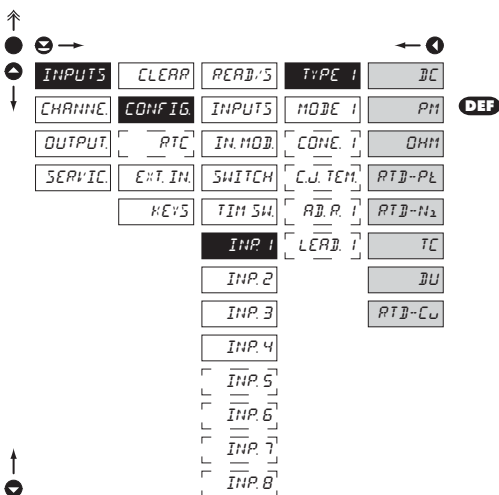 INPUTS CLEAR READ/S TYPE 1 DC
CHANNE. CONFIG. INPUTS MODE 1 PM DEF
OUTPUT. RTC IN. MOD. CONE. 1 OHM
SERVIC. EXT. IN. SWITCH C.J. TEM. RTD-Pt
KEYS TIM SW. AD. R. 1 RTD-Ni
INP. 1 LEAD. 1 TC
INP. 2 DU
INP. 3 RTD-Cu
INP. 4
INP. 5
INP. 6
INP. 7
INP. 8